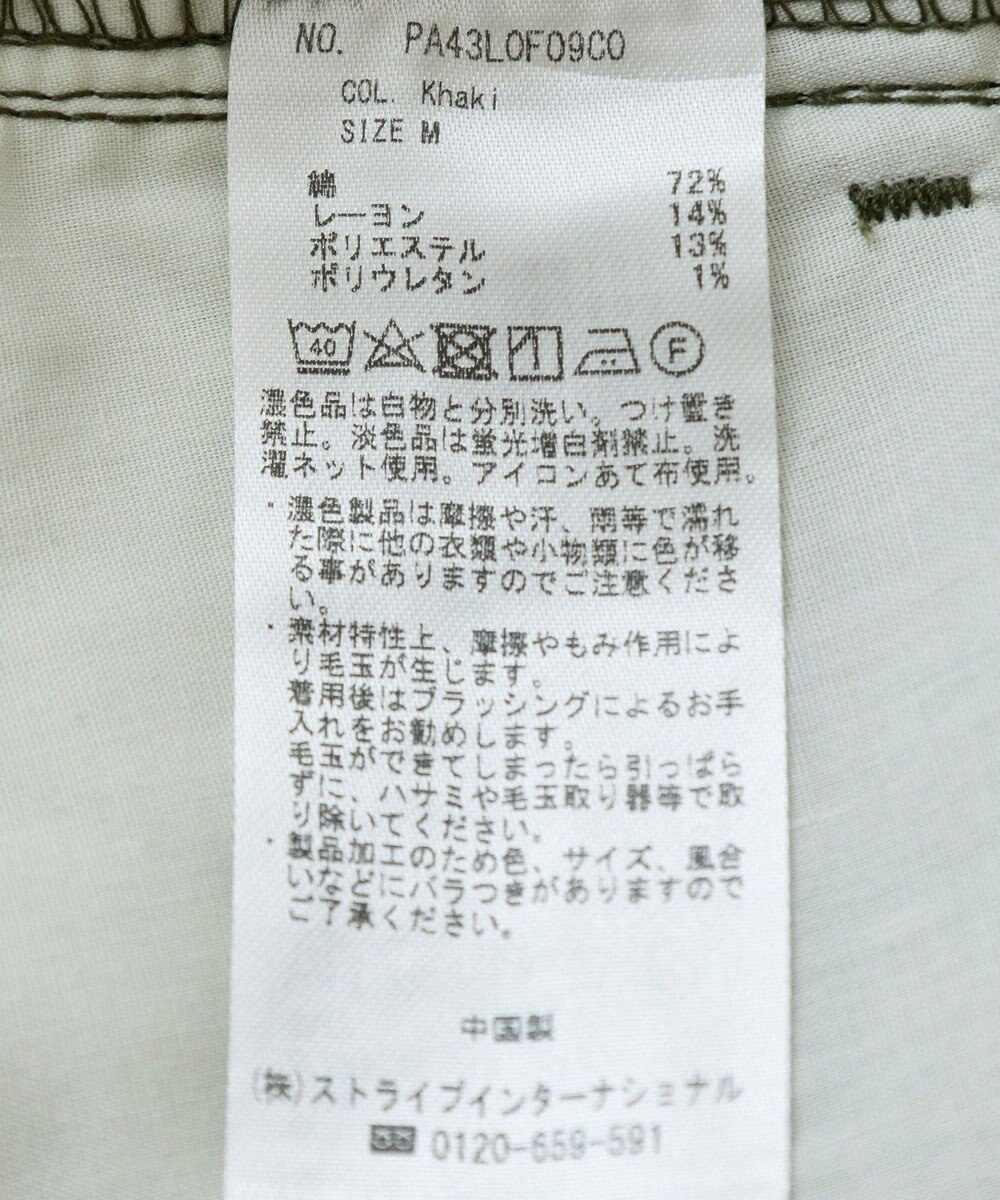 NO. PA43LOF09C0
COL. Khaki
SIZE M
綿 72%
レーヨン 14%
ポリエステル 13%
ポリウレタン 1%
40
F
濃色品は白物と分別洗い。つけ置き
禁止。淡色品は蛍光増白剤禁止。洗
濯ネット使用。アイロンあて布使用。
・濃色製品は摩擦や汗、雨等で濡れ
た際に他の衣類や小物類に色が移
る事がありますのでご注意くださ
い。
・素材特性上、摩擦やもみ作用によ
り毛玉が生じます。
着用後はブラッシングによるお手
入れをお勧めします。
毛玉ができてしまったら引っぱら
ずに、ハサミや毛玉取り器等で取
り除いてください。
・製品加工のため色、サイズ、風合
いなどにバラつきがありますので
ご了承ください。
中国製
(株)ストライプインターナショナル
0120-659-591